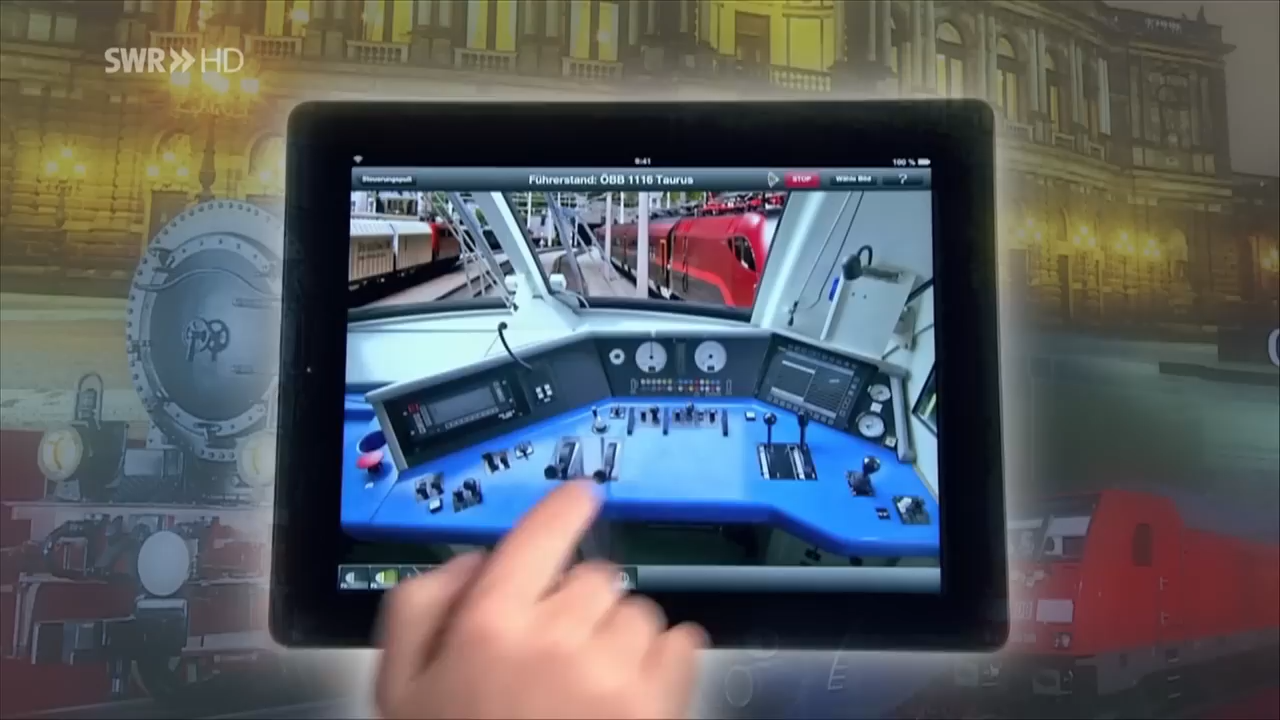 SWR»HD
9:41
100 %
Steuerungspult
Führerstand: ÖBB 1116 Taurus
STOP
Wähle Bild
?